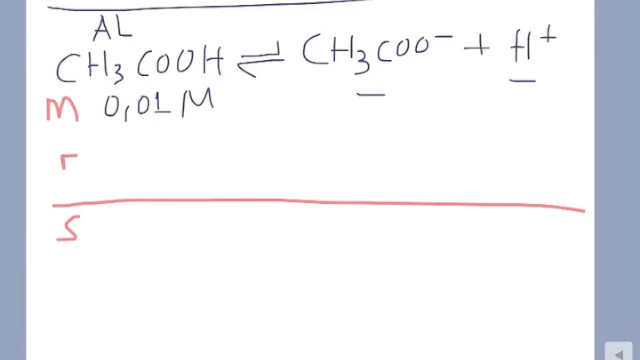 AL
CH3COOH ⇌ CH3COO⁻ + H⁺
M 0,01 M
r
S